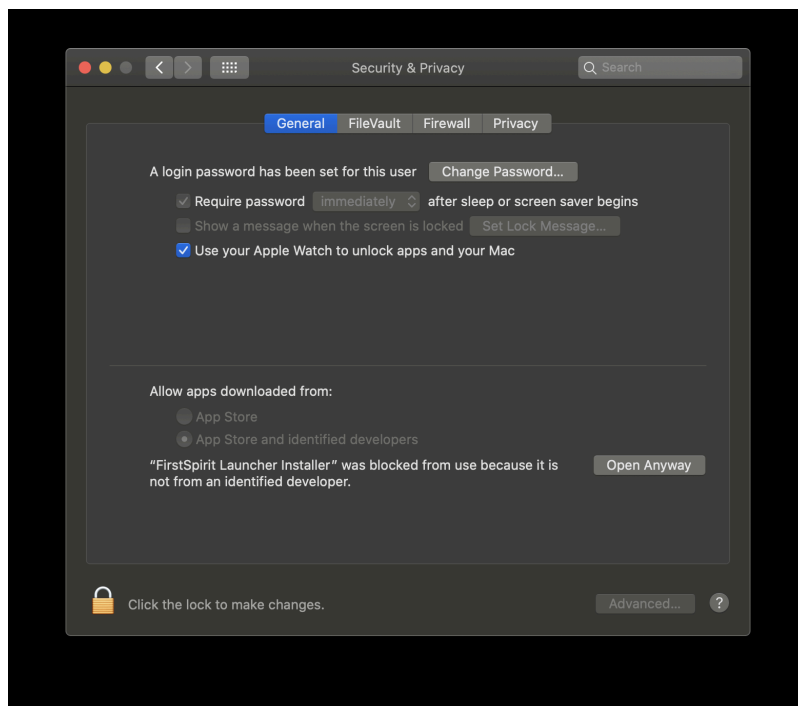 Security & Privacy
Search
General FileVault Firewall Privacy
A login password has been set for this user Change Password...
Require password immediately after sleep or screen saver begins
Show a message when the screen is locked Set Lock Message...
Use your Apple Watch to unlock apps and your Mac
Allow apps downloaded from:
App Store
App Store and identified developers
“FirstSpirit Launcher Installer” was blocked from use because it is Open Anyway
not from an identified developer.
Click the lock to make changes. Advanced... ?